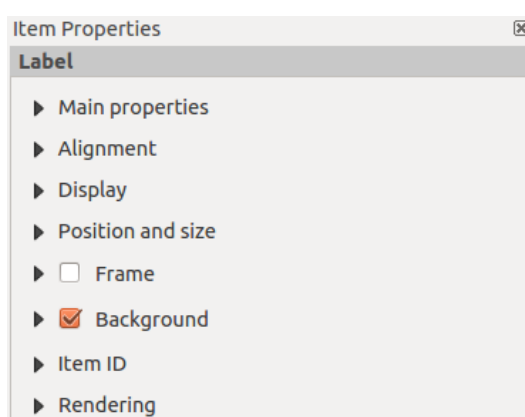 Item Properties
Label
Main properties
Alignment
Display
Position and size
Frame
Background
Item ID
Rendering